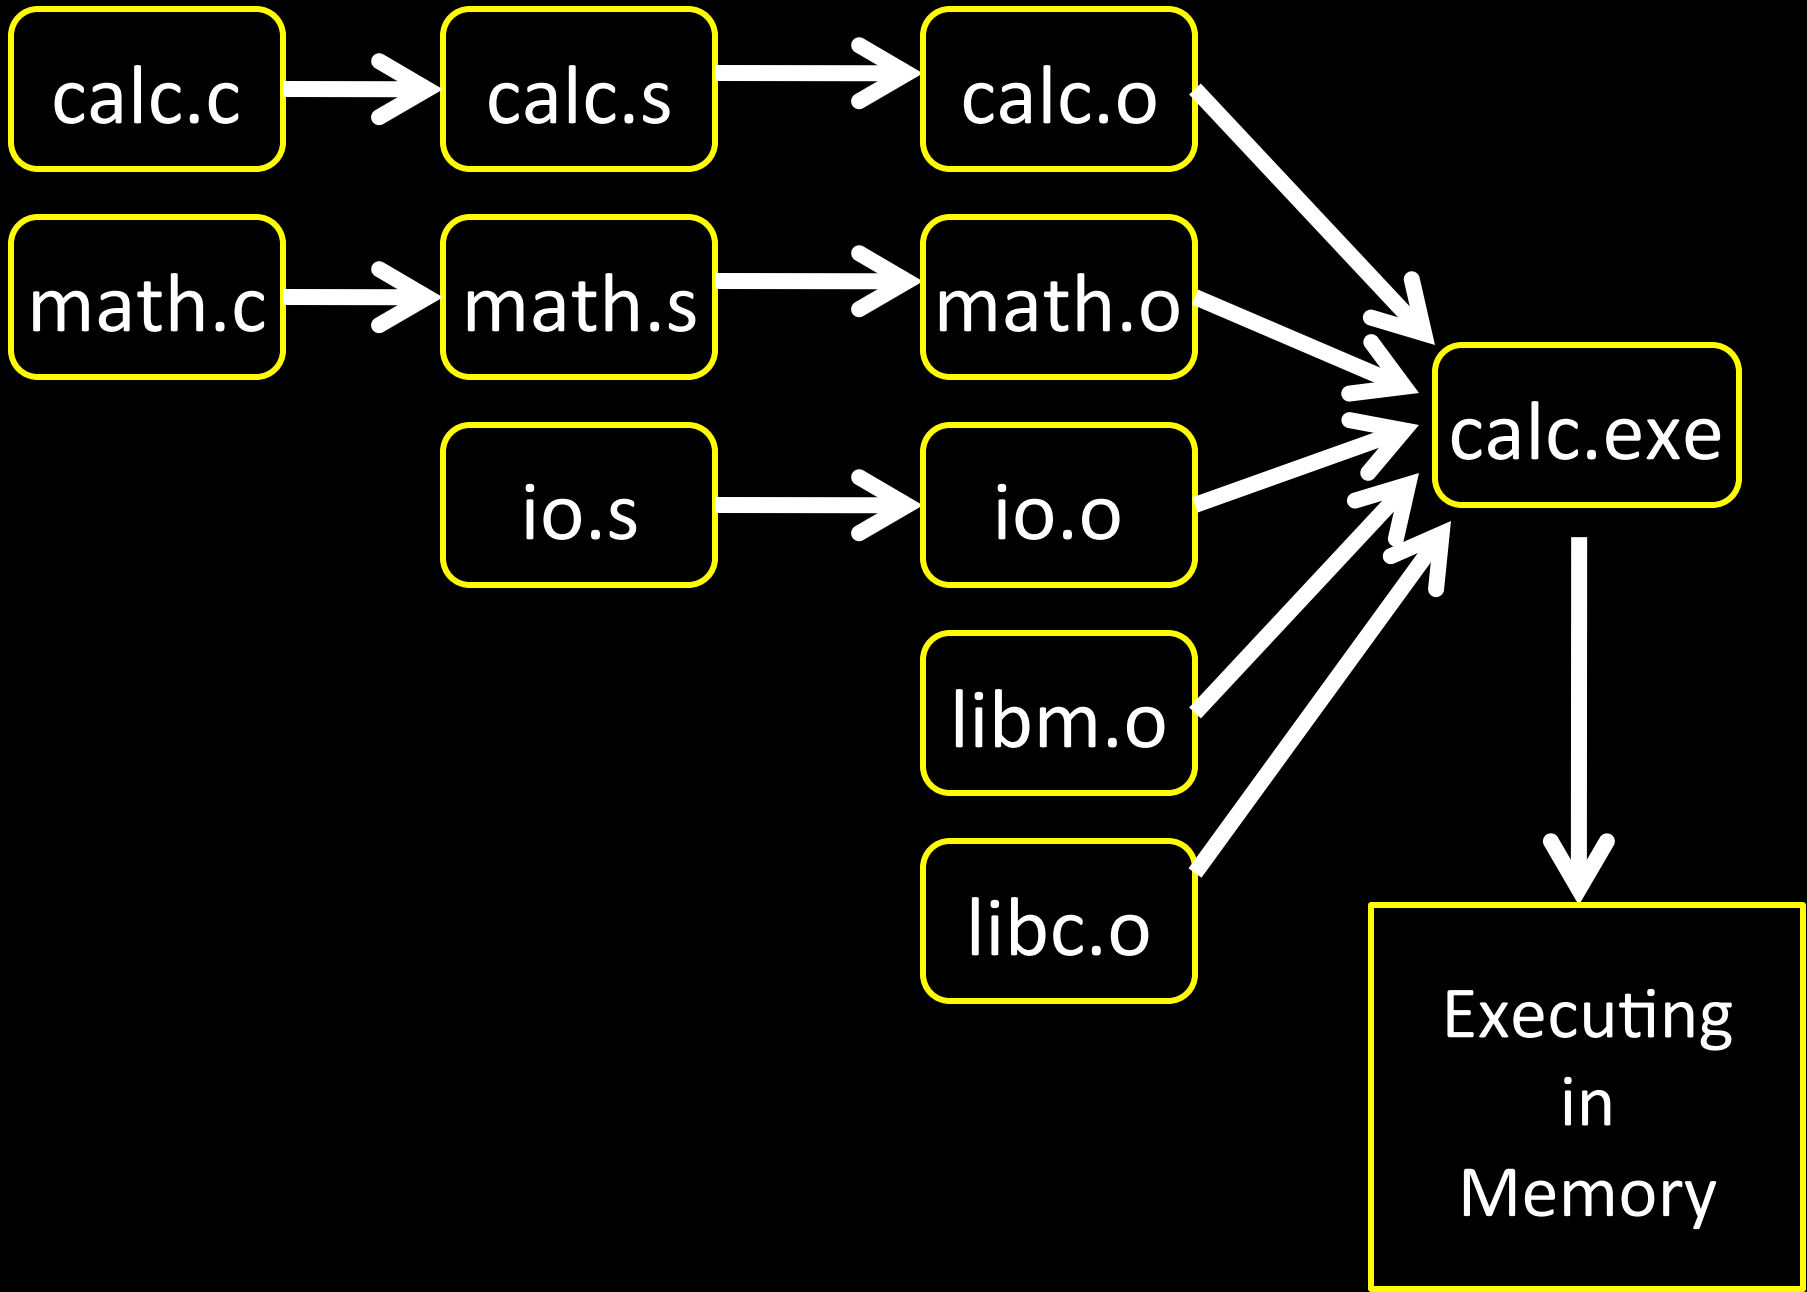 calc.c
calc.s
calc.o
math.c
math.s
math.o
calc.exe
io.s
io.o
libm.o
libc.o
Executing
in
Memory